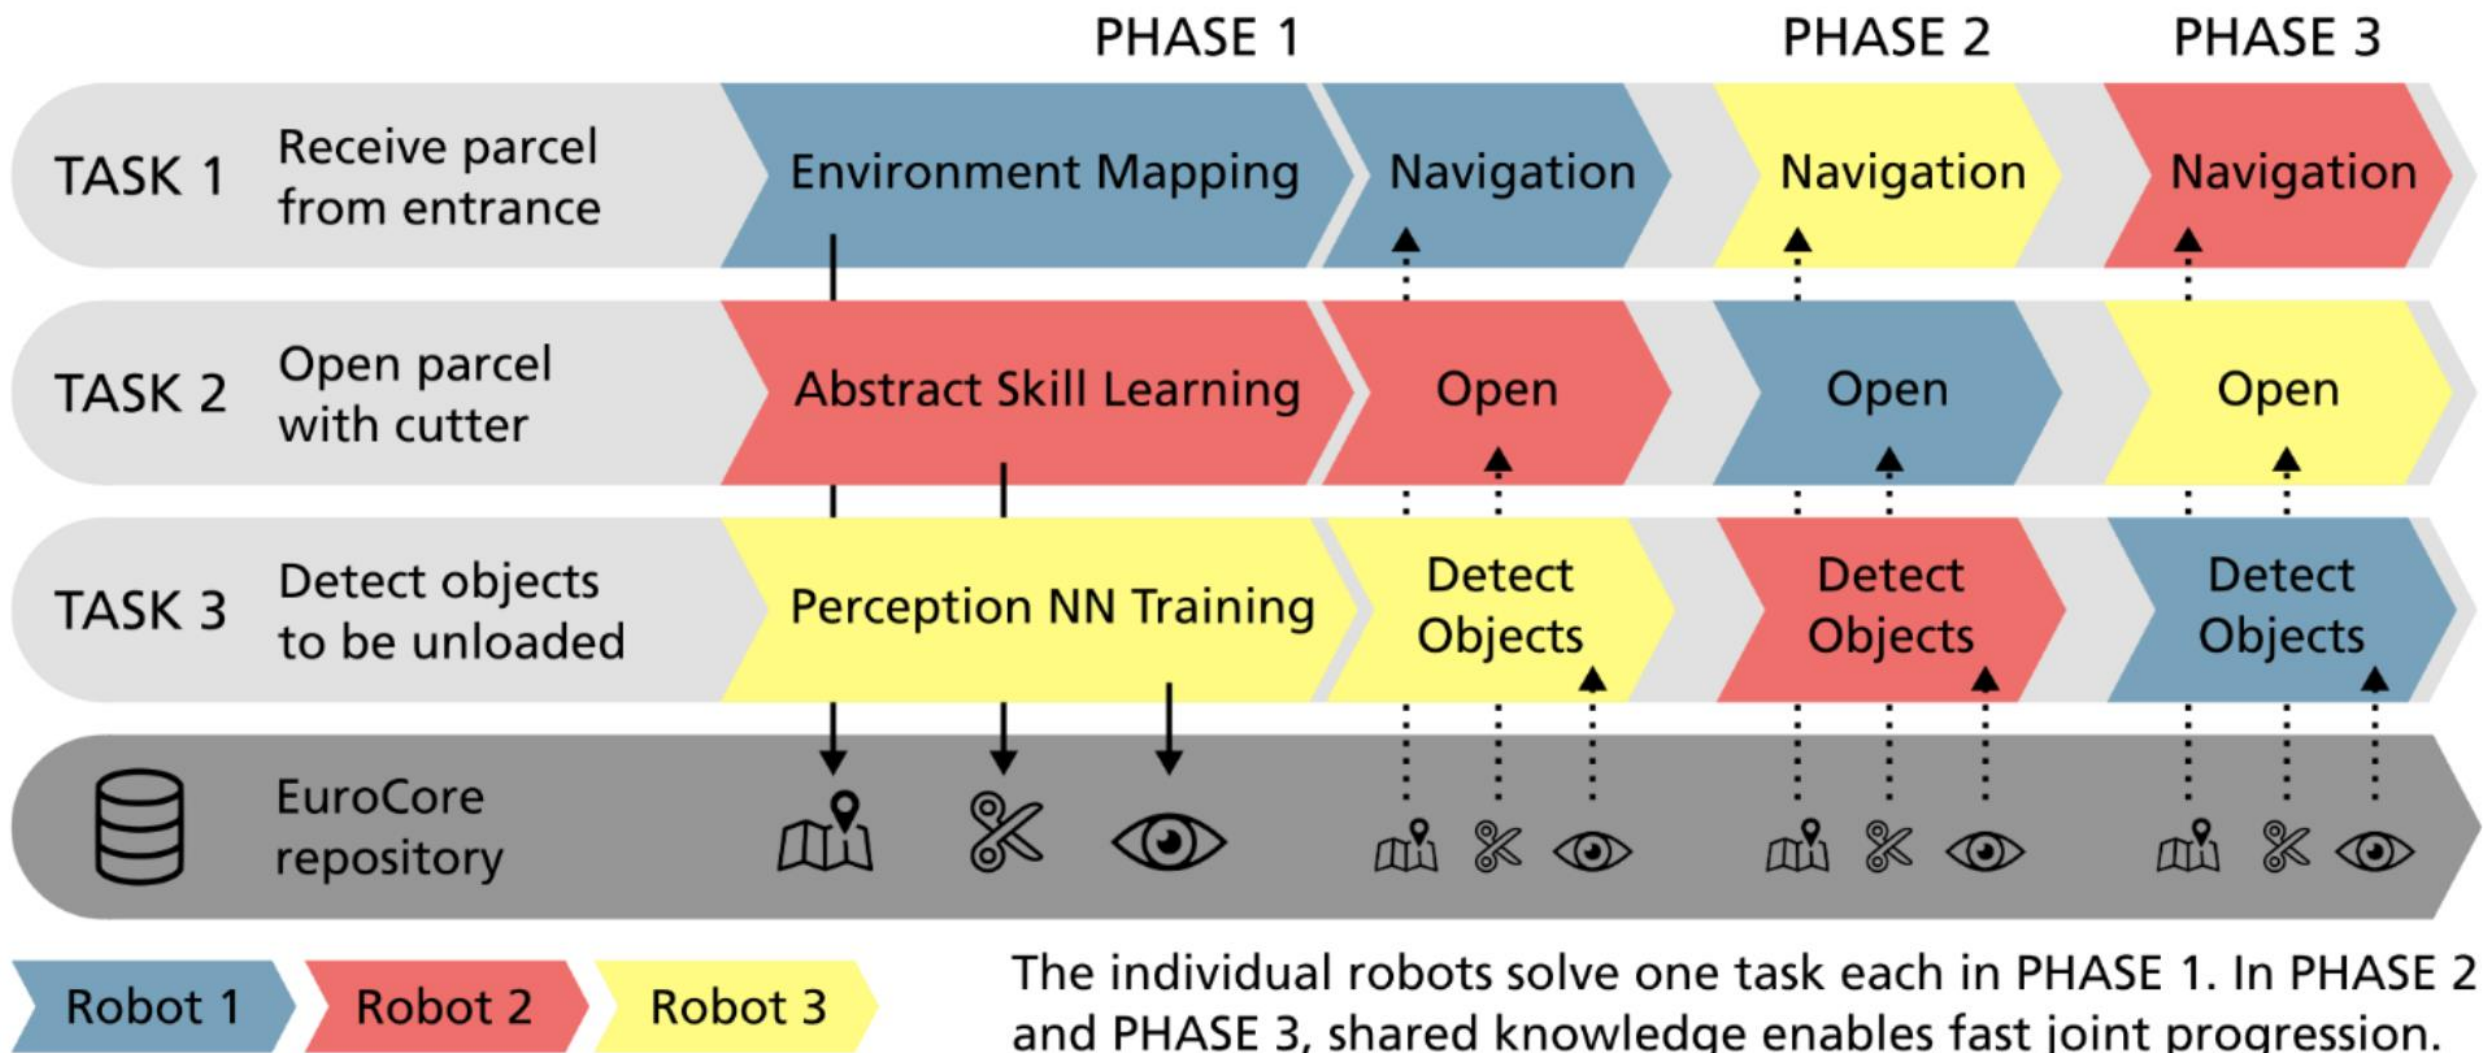 PHASE 1
PHASE 2
PHASE 3
TASK 1
Receive parcel
from entrance
Environment Mapping
Navigation
Navigation
Navigation
TASK 2
Open parcel
with cutter
Abstract Skill Learning
Open
Open
Open
TASK 3
Detect objects
to be unloaded
Perception NN Training
Detect
Objects
Detect
Objects
Detect
Objects
EuroCore
repository
Robot 1
Robot 2
Robot 3
The individual robots solve one task each in PHASE 1. In PHASE 2
and PHASE 3, shared knowledge enables fast joint progression.